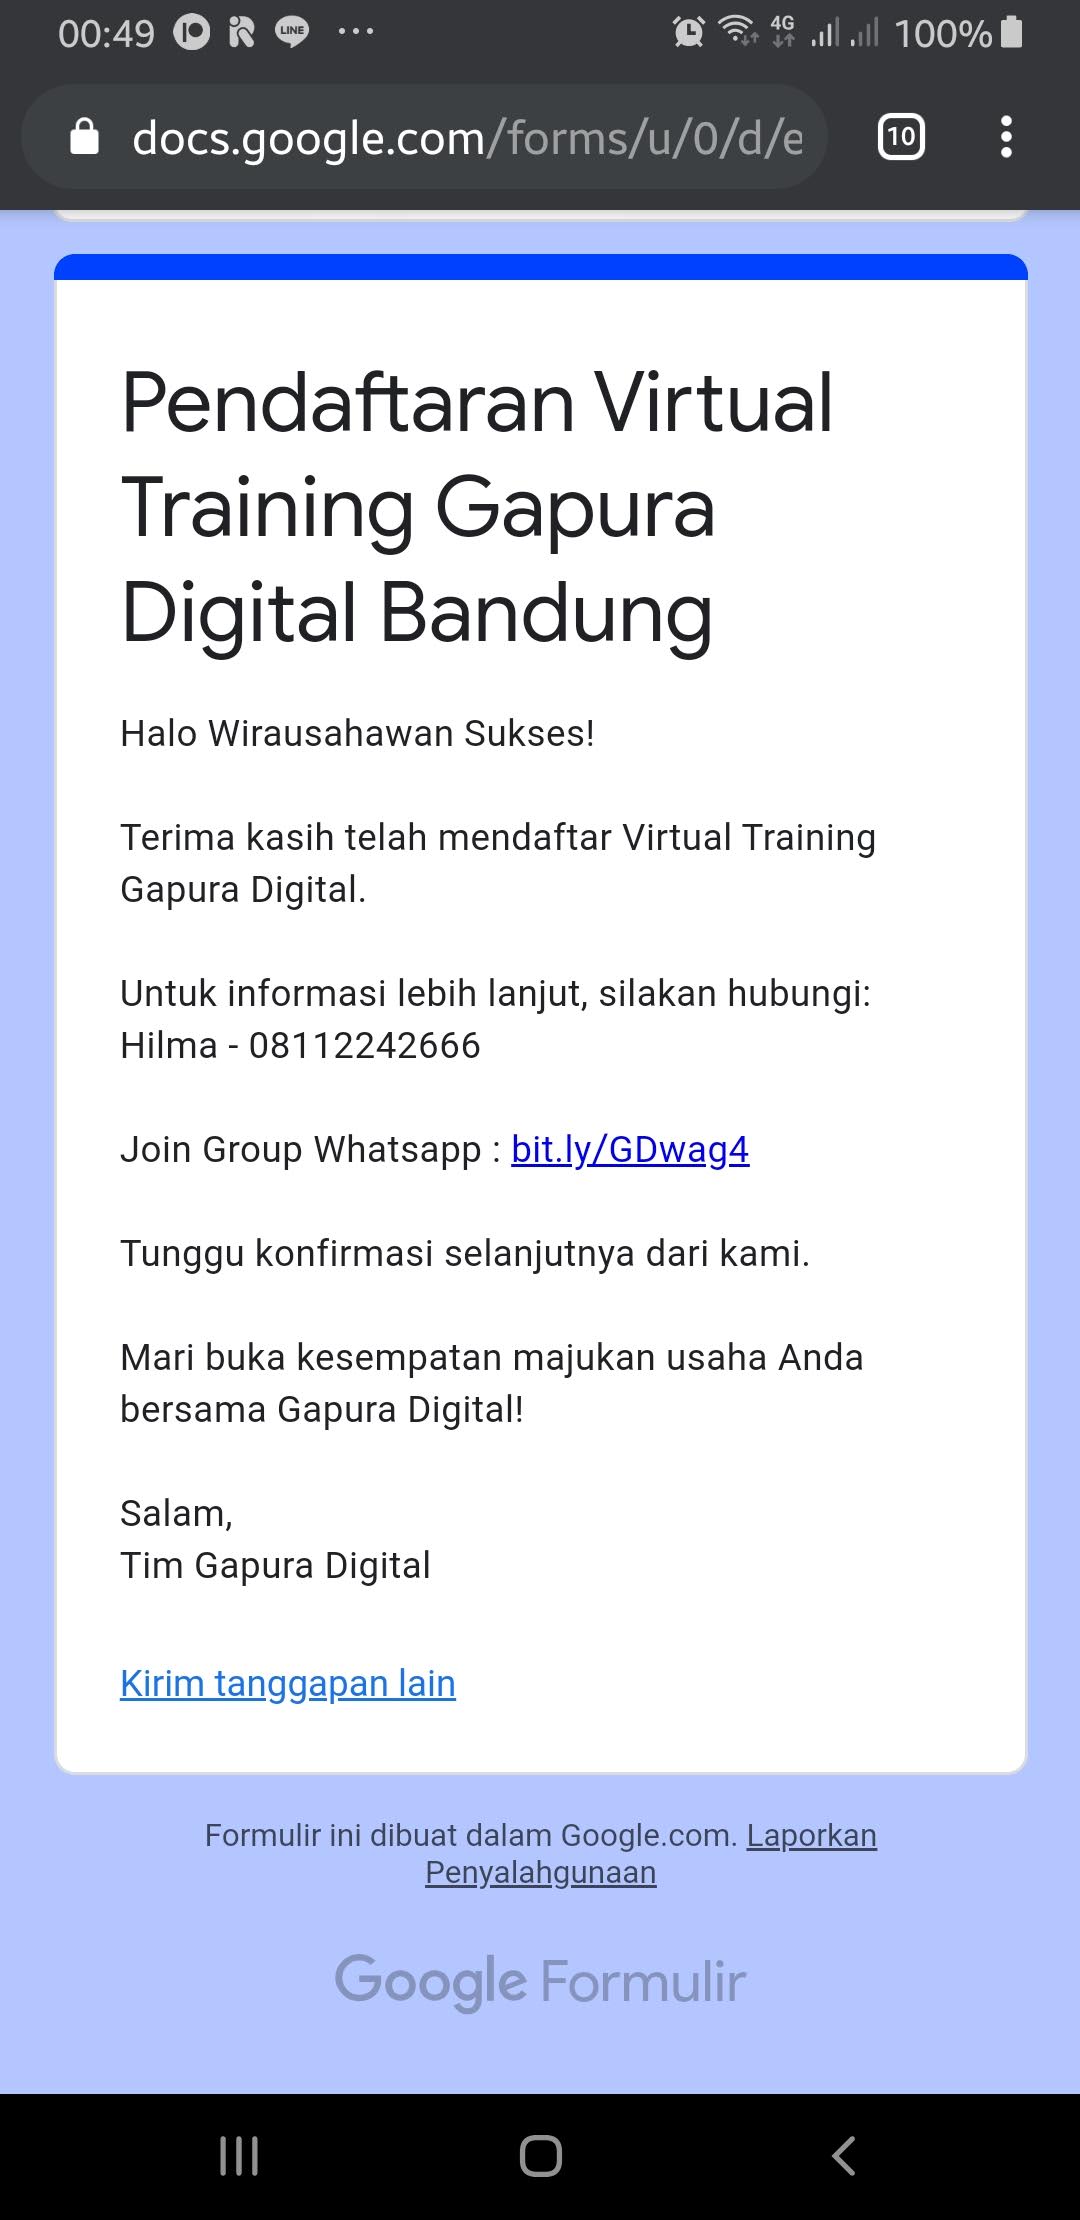 00:49
LINE
4G
100%
docs.google.com/forms/u/0/d/e
10
Pendaftaran Virtual
Training Gapura
Digital Bandung
Halo Wirausahawan Sukses!
Terima kasih telah mendaftar Virtual Training
Gapura Digital.
Untuk informasi lebih lanjut, silakan hubungi:
Hilma - 08112242666
Join Group Whatsapp : bit.ly/GDwag4
Tunggu konfirmasi selanjutnya dari kami.
Mari buka kesempatan majukan usaha Anda
bersama Gapura Digital!
Salam,
Tim Gapura Digital
Kirim tanggapan lain
Formulir ini dibuat dalam Google.com. Laporkan
Penyalahgunaan
Google Formulir